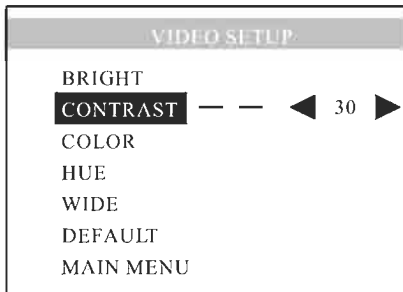 VIDEO SETUP
BRIGHT
CONTRAST — — ◀ 30 ▶
COLOR
HUE
WIDE
DEFAULT
MAIN MENU